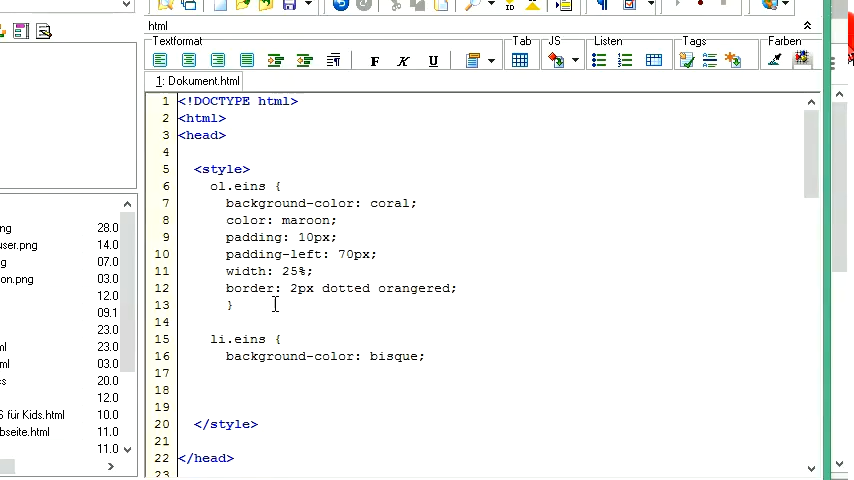 html
Textformat
Tab
JS
Listen
Tags
Farben
F K U
1: Dokument.html
1 <!DOCTYPE html>
2 <html>
3 <head>
4
5 <style>
6 ol.eins {
7 background-color: coral;
8 color: maroon;
9 padding: 10px;
10 padding-left: 70px;
11 width: 25%;
12 border: 2px dotted orangered;
13 }
14
15 li.eins {
16 background-color: bisque;
17
18
19
20 </style>
21
22 </head>
23
ng 28.0
user.png 14.0
g 07.0
on.png 03.0
12.0
09.1
23.0
ml 23.0
ml 03.0
cs 20.0
12.0
S für Kids.html 10.0
bseite.html 11.0
11.0